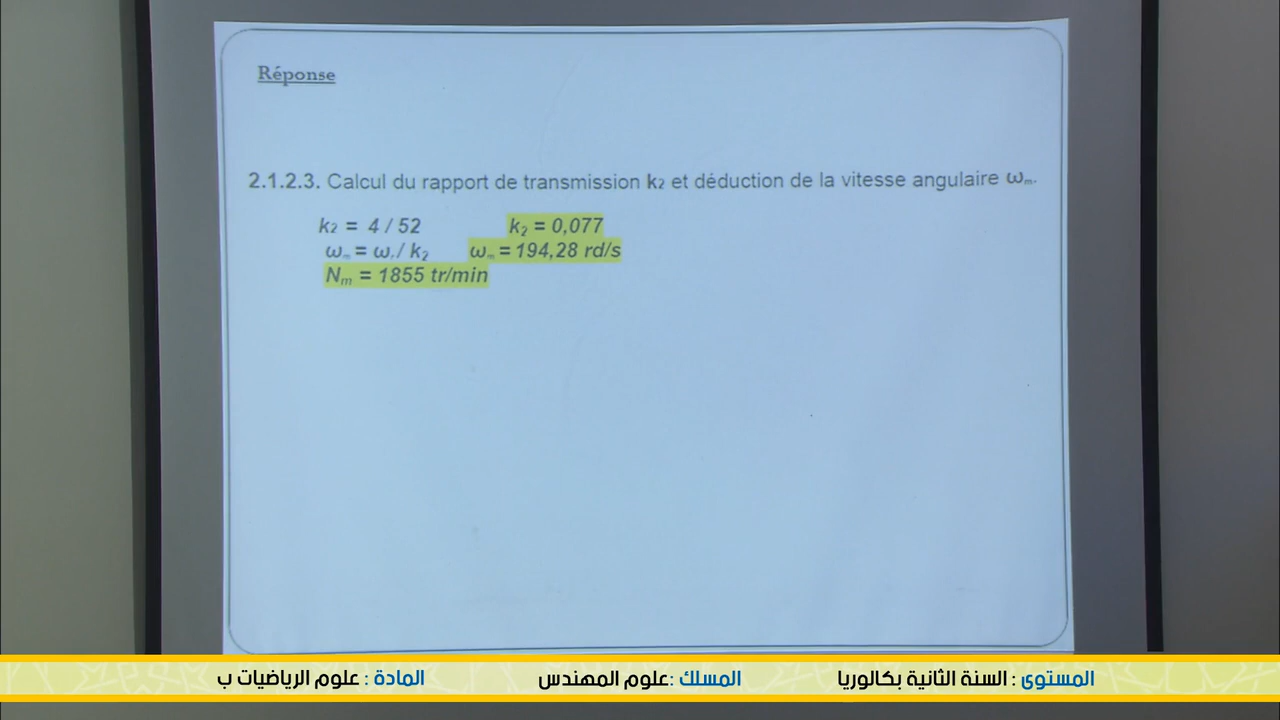 Réponse
2.1.2.3. Calcul du rapport de transmission k2 et déduction de la vitesse angulaire ωm.
k2 = 4 / 52 k2 = 0,077
ωm = ω / k2 ωm = 194,28 rd/s
Nm = 1855 tr/min
المستوى : السنة الثانية بكالوريا المسلك :علوم المهندس المادة : علوم الرياضيات ب